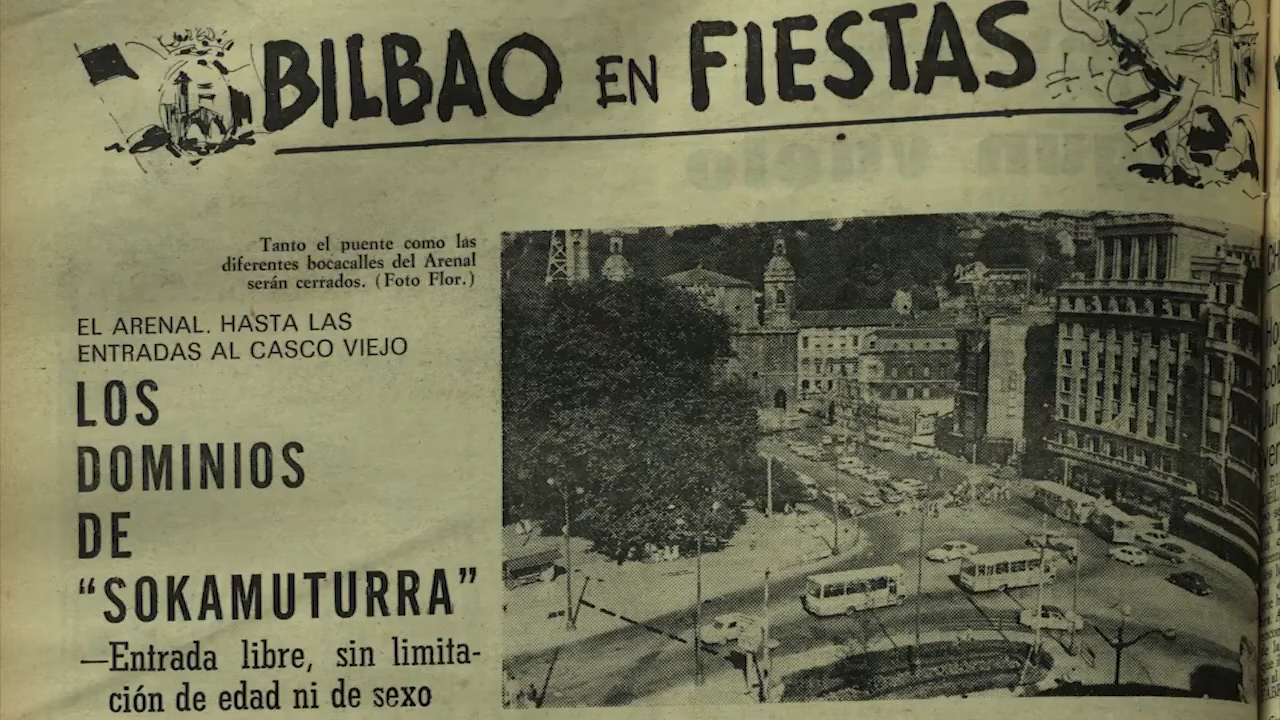 BILBAO EN FIESTAS
Tanto el puente como las
diferentes bocacalles del Arenal
serán cerrados. (Foto Flor.)
EL ARENAL. HASTA LAS
ENTRADAS AL CASCO VIEJO
LOS
DOMINIOS
DE
“SOKAMUTURRA”
—Entrada libre, sin limita-
ción de edad ni de sexo